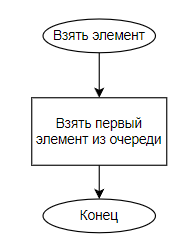 Взять элемент
Взять первый
элемент из очереди
Конец